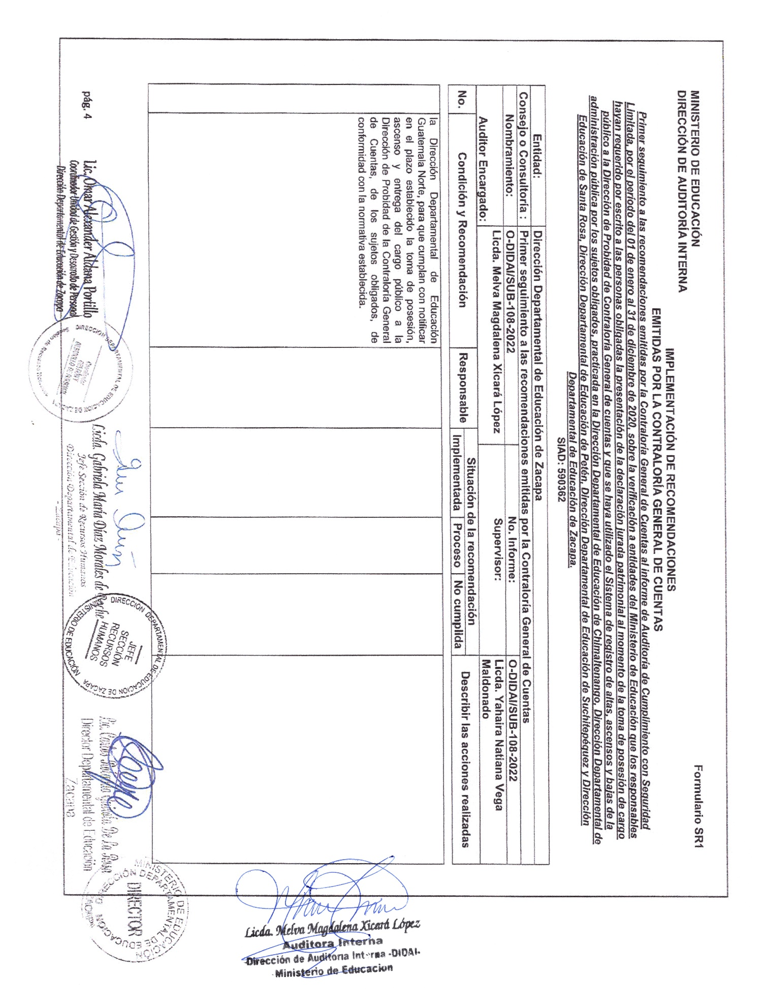 MINISTERIO DE EDUCACIÓN
DIRECCIÓN DE AUDITORÍA INTERNA
Formulario SR1
IMPLEMENTACIÓN DE RECOMENDACIONES
EMITIDAS POR LA CONTRALORÍA GENERAL DE CUENTAS
Primer seguimiento a las recomendaciones emitidas por la Contraloría General de Cuentas al informe de Auditoría de Cumplimiento con Seguridad
Limitada, por el período del 01 de enero al 31 de diciembre de 2020, sobre la verificación a entidades del Ministerio de Educación que los responsables
hayan requerido por escrito a las personas obligadas la presentación de la declaración jurada patrimonial al momento de la toma de posesión de cargo
público a la Dirección de Probidad de Contraloría General de cuentas y que se haya utilizado el Sistema de registro de altas, ascensos y bajas de la
administración pública por los sujetos obligados, practicada en la Dirección Departamental de Educación de Chimaltenango, Dirección Departamental de
Educación de Santa Rosa, Dirección Departamental de Educación de Petén, Dirección Departamental de Educación de Suchitepéquez y Dirección
Departamental de Educación de Zacapa.
SIAD: 590362
Entidad: Dirección Departamental de Educación de Zacapa
Consejo o Consultoría : Primer seguimiento a las recomendaciones emitidas por la Contraloría General de Cuentas
Nombramiento: O-DIDAI/SUB-108-2022 No. Informe: O-DIDAI/SUB-108-2022
Auditor Encargado: Licda. Melva Magdalena Xicará López Supervisor: Licda. Yahaira Natiana Vega
Maldonado
No. Condición y Recomendación Responsable Situación de la recomendación Describir las acciones realizadas
Implementada Proceso No cumplida
la Dirección Departamental de Educación
Guatemala Norte, para que cumplan con notificar
en el plazo establecido la toma de posesión,
ascenso y entrega del cargo público a la
Dirección de Probidad de la Contraloría General
de Cuentas, de los sujetos obligados, de
conformidad con la normativa establecida.
pág. 4
Lic. Omar Alexander Aldana Portillo
Coordinador Unidad de Gestión y Desarrollo de Personal
Dirección Departamental de Educación de Zacapa
DIRECCION DEPARTAMENTAL DE EDUCACION DE ZACAPA
Licda. Gabriela María Díaz Morales de
Jefe Sección de Recursos Humanos
Dirección Departamental de Educación
DIRECCIÓN DEPARTAMENTAL DE EDUCACION DE ZACAPA
MINISTERIO DE EDUCACIÓN
JEFE
SECCIÓN
RECURSOS
HUMANOS
Lic. De La Rosa
Director Departamental de Educación
Zacapa
MINISTERIO DE EDUCACIÓN
DIRECCIÓN DEPARTAMENTAL DE EDUCACIÓN
DIRECTOR
Licda. Melva Magdalena Xicará López
Auditora Interna
Dirección de Auditoria Interna -DIDAI-
Ministerio de Educacion